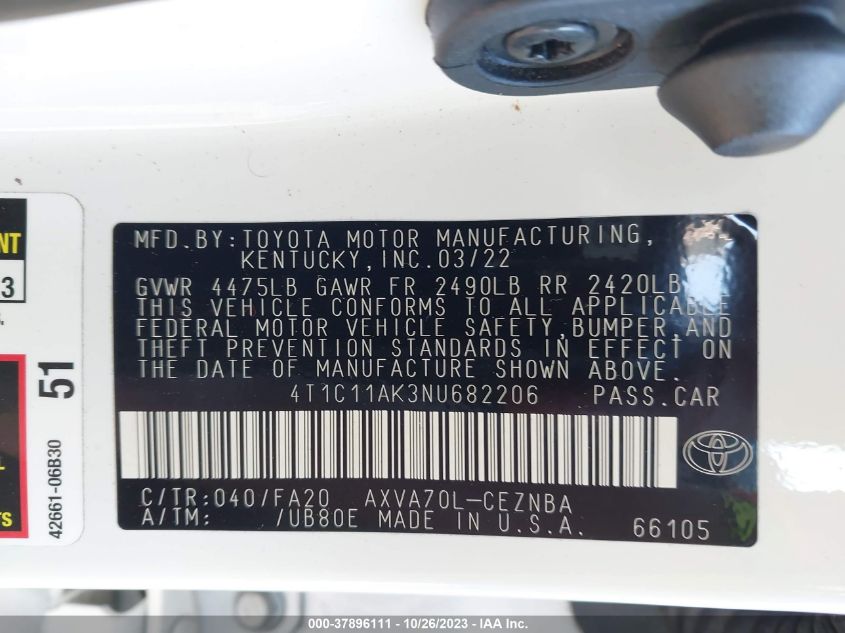 MFD.BY:TOYOTA MOTOR MANUFACTURING,
KENTUCKY,INC.03/22
GVWR 4475LB GAWR FR 2490LB RR 2420LB
THIS VEHICLE CONFORMS TO ALL APPLICABLE
FEDERAL MOTOR VEHICLE SAFETY,BUMPER,AND
THEFT PREVENTION STANDARDS IN EFFECT ON
THE DATE OF MANUFACTURE SHOWN ABOVE.
4T1C11AK3NU682206 PASS.CAR
C/TR:040/FA20 AXVA70L-CEZNBA
A/TM: /UB80E MADE IN U.S.A. 66105
51
42661-06B30
NT
3
TS
000-37896111 - 10/26/2023 - IAA Inc.